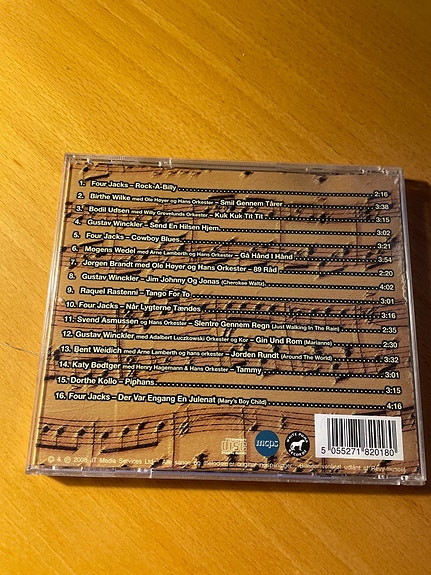 1. Four Jacks – Rock-A-Billy 2:16
2. Birthe Wilke med Ole Høyer og Hans Orkester – Smil Gennem Tårer 3:38
3. Bodil Udsen med Willy Grevelunds Orkester – Kuk Kuk Tit Tit 3:15
4. Gustav Winckler – Send En Hilsen Hjem 3:02
5. Four Jacks – Cowboy Blues 3:21
6. Mogens Wedel med Arne Lamberth og Hans Orkester – Gå Hånd I Hånd 3:54
7. Jørgen Brandt med Ole Høyer og Hans Orkester – 89 Råd 2:20
8. Gustav Winckler – Jim Johnny Og Jonas (Cherokee Waltz) 4:02
9. Raquel Rastenni – Tango For To 3:01
10. Four Jacks – Når Lygterne Tændes 2:16
11. Svend Asmussen og Hans Orkester – Slentre Gennem Regn (Just Walking In The Rain) 2:35
12. Gustav Winckler med Adalbert Luczkowski Orkester og Kor – Gin Und Rom (Marianne) 2:30
13. Bent Weidich med Arne Lamberth og hans orkester – Jorden Rundt (Around The World) 3:14
14. Katy Bødtger med Henry Hagemann & Hans Orkester – Tammy 3:01
15. Dorthe Kollo – Piphans 3:15
16. Four Jacks – Der Var Engang En Julenat (Mary's Boy Child) 4:16
mcps
5 055271 820180
© & ℗ 2008 JT Media Services Ltd